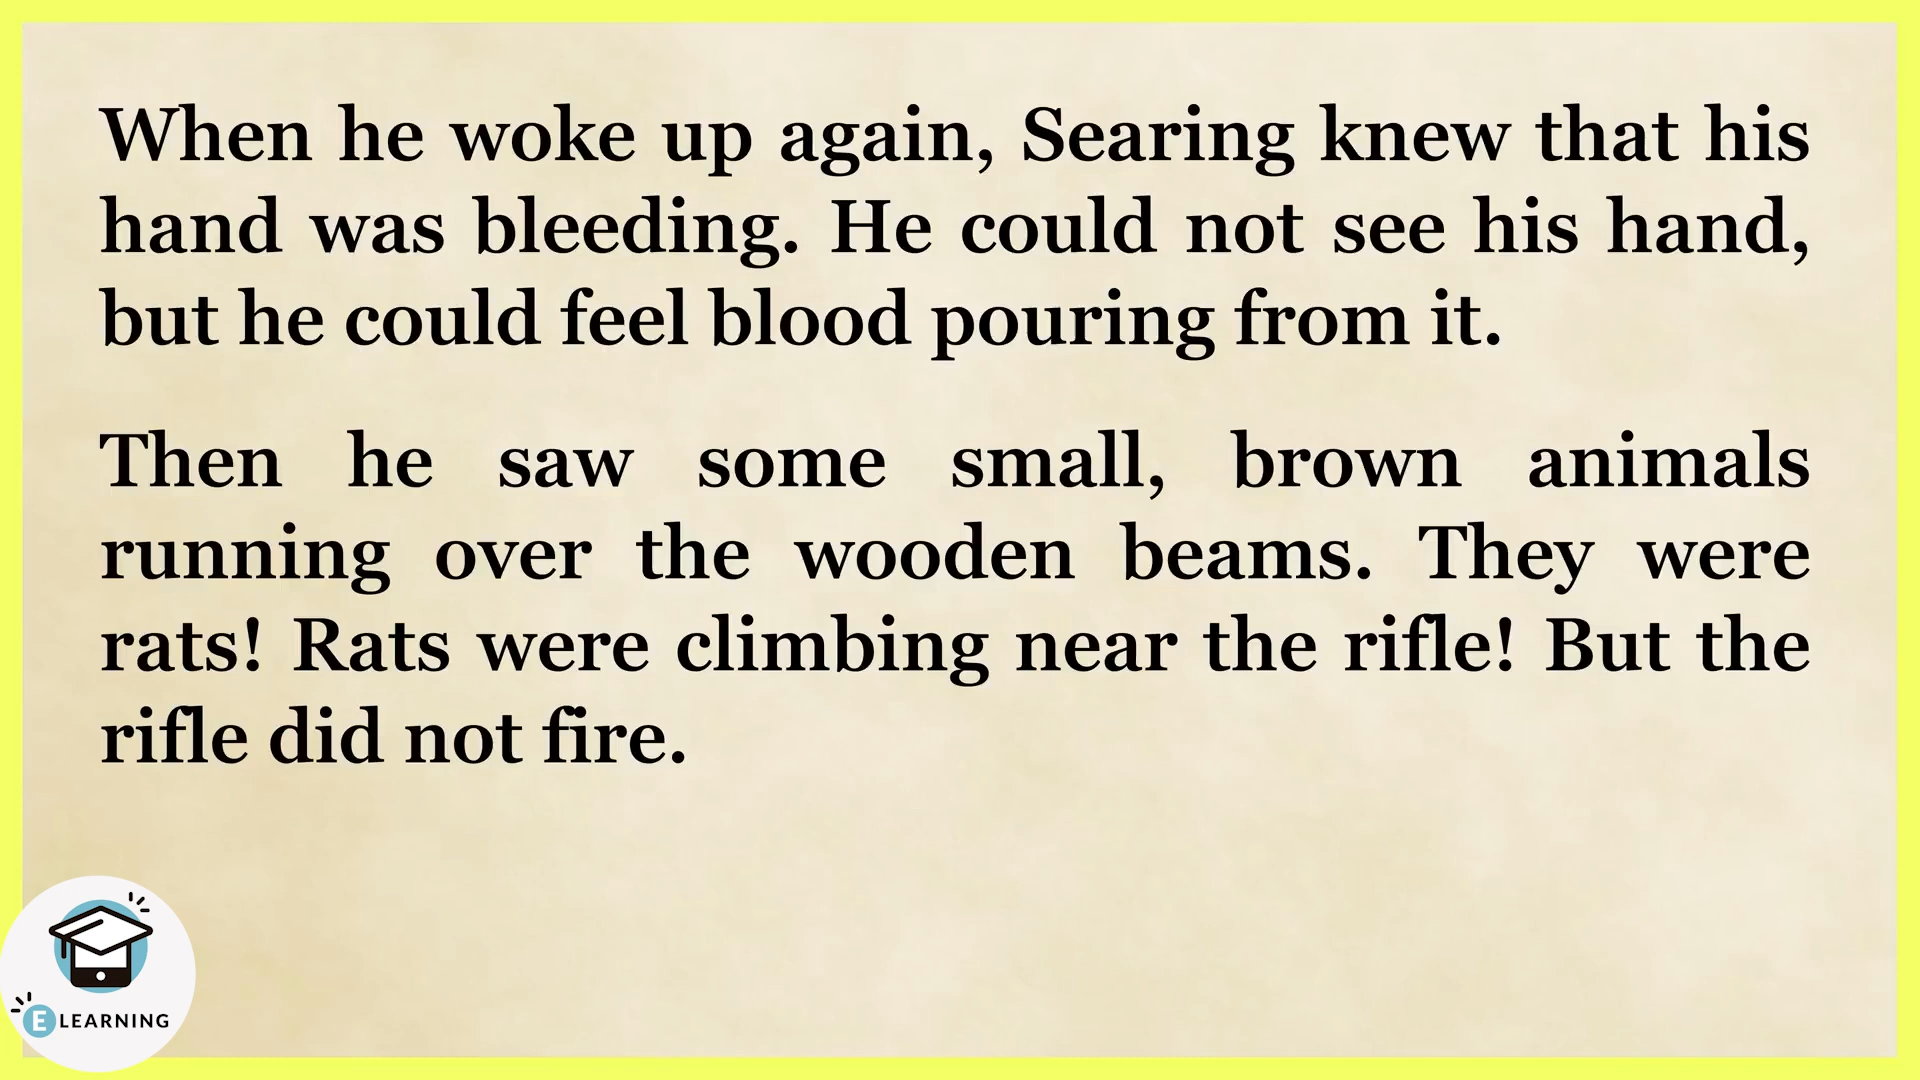 When he woke up again, Searing knew that his
hand was bleeding. He could not see his hand,
but he could feel blood pouring from it.
Then he saw some small, brown animals
running over the wooden beams. They were
rats! Rats were climbing near the rifle! But the
rifle did not fire.
E LEARNING